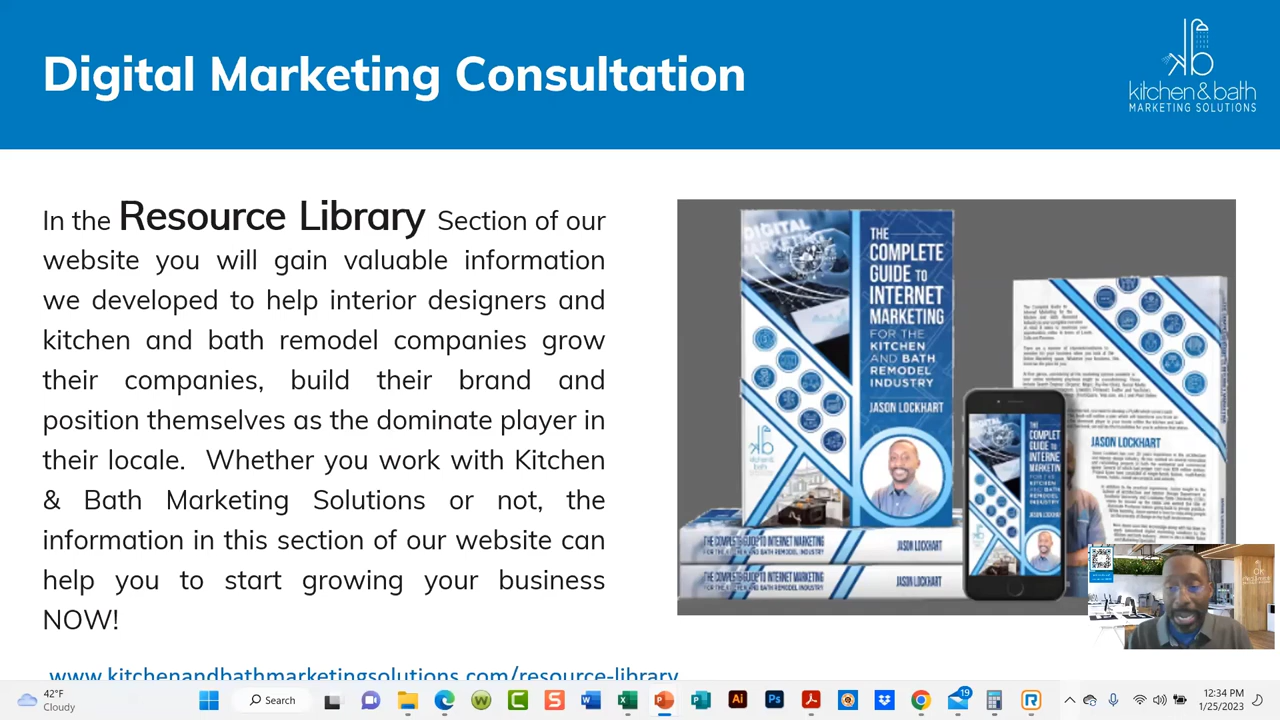 Digital Marketing Consultation
kitchen & bath
MARKETING SOLUTIONS
In the Resource Library Section of our
website you will gain valuable information
we developed to help interior designers and
kitchen and bath remodel companies grow
their companies, build their brand and
position themselves as the dominate player in
their locale. Whether you work with Kitchen
& Bath Marketing Solutions or not, the
information in this section of our website can
help you to start growing your business
NOW!
www.kitchenandbathmarketingsolutions.com/resource-library
DIGITAL
THE
COMPLETE
GUIDE TO
INTERNET
MARKETING
FOR THE
KITCHEN
AND BATH
REMODEL
INDUSTRY
JASON LOCKHART
kitchen &
bath
THE COMPLETE GUIDE TO INTERNET MARKETING
FOR THE KITCHEN AND BATH REMODEL INDUSTRY
JASON LOCKHART
THE COMPLETE GUIDE TO INTERNET MARKETING
FOR THE KITCHEN AND BATH REMODEL INDUSTRY
JASON LOCKHART
JASON LOCKHART
42°F
Cloudy
Search
19
12:34 PM
1/25/2023